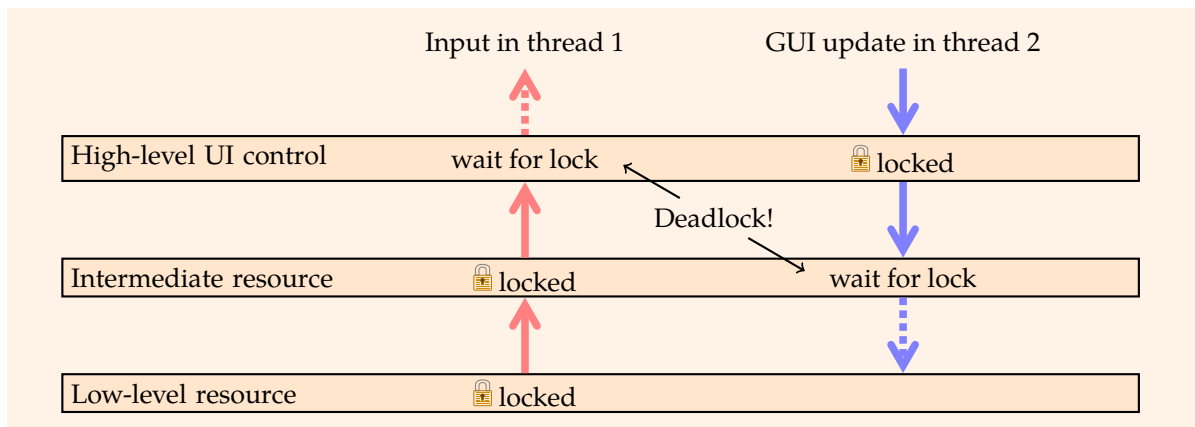 Input in thread 1 GUI update in thread 2
High-level UI control wait for lock locked
Deadlock!
Intermediate resource locked wait for lock
Low-level resource locked